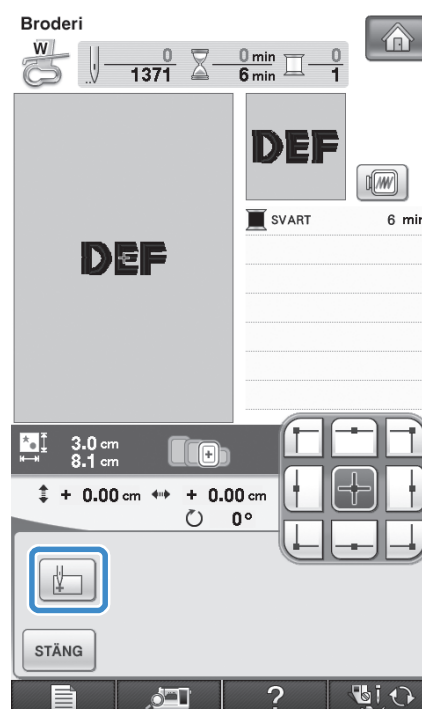 Broderi
W 0 0 min 0
1371 6 min 1
DEF DEF
SVART 6 min
3.0 cm
8.1 cm
+ 0.00 cm + 0.00 cm
0°
STÄNG
?